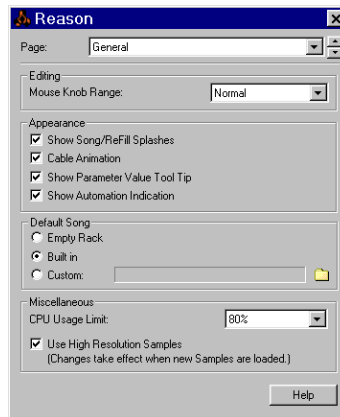 Reason
Page: General
Editing
Mouse Knob Range: Normal
Appearance
Show Song/ReFill Splashes
Cable Animation
Show Parameter Value Tool Tip
Show Automation Indication
Default Song
Empty Rack
Built in
Custom:
Miscellaneous
CPU Usage Limit: 80%
Use High Resolution Samples
(Changes take effect when new Samples are loaded.)
Help